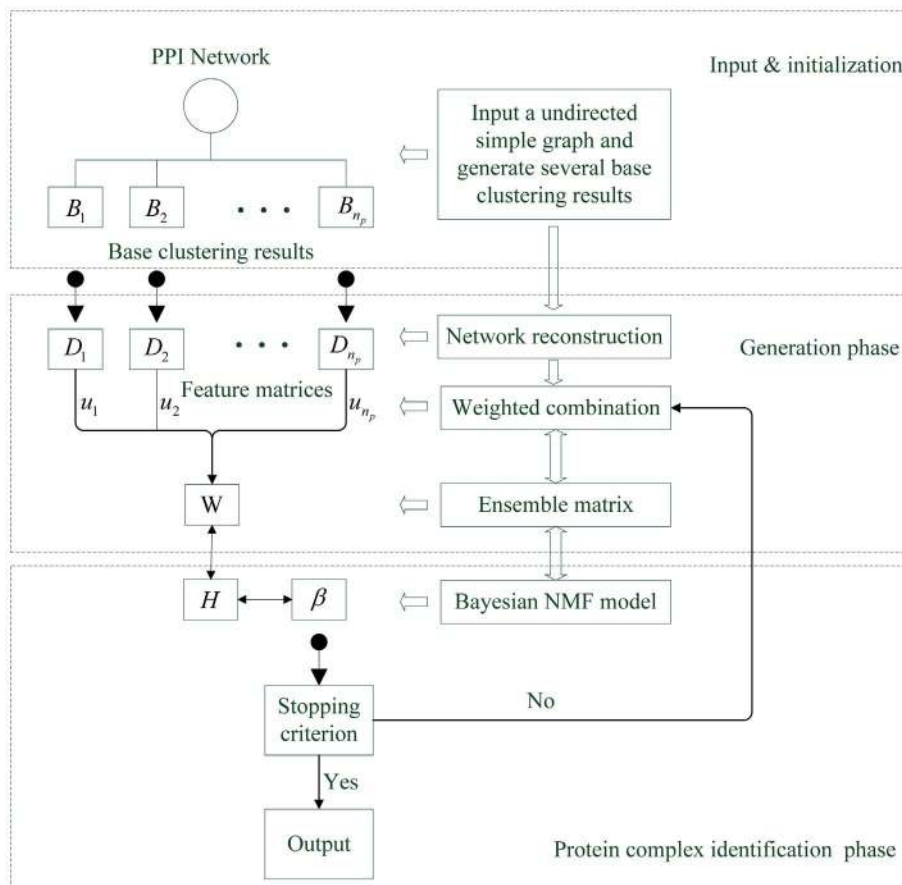 PPI Network
Input & initialization
Input a undirected
simple graph and
generate several base
clustering results
B₁ B₂ • • • Bₙₚ
Base clustering results
D₁ D₂ • • • Dₙₚ
Network reconstruction
Generation phase
Feature matrices
u₁ u₂ uₙₚ
Weighted combination
W
Ensemble matrix
H β
Bayesian NMF model
Stopping
criterion
No
Yes
Output
Protein complex identification phase